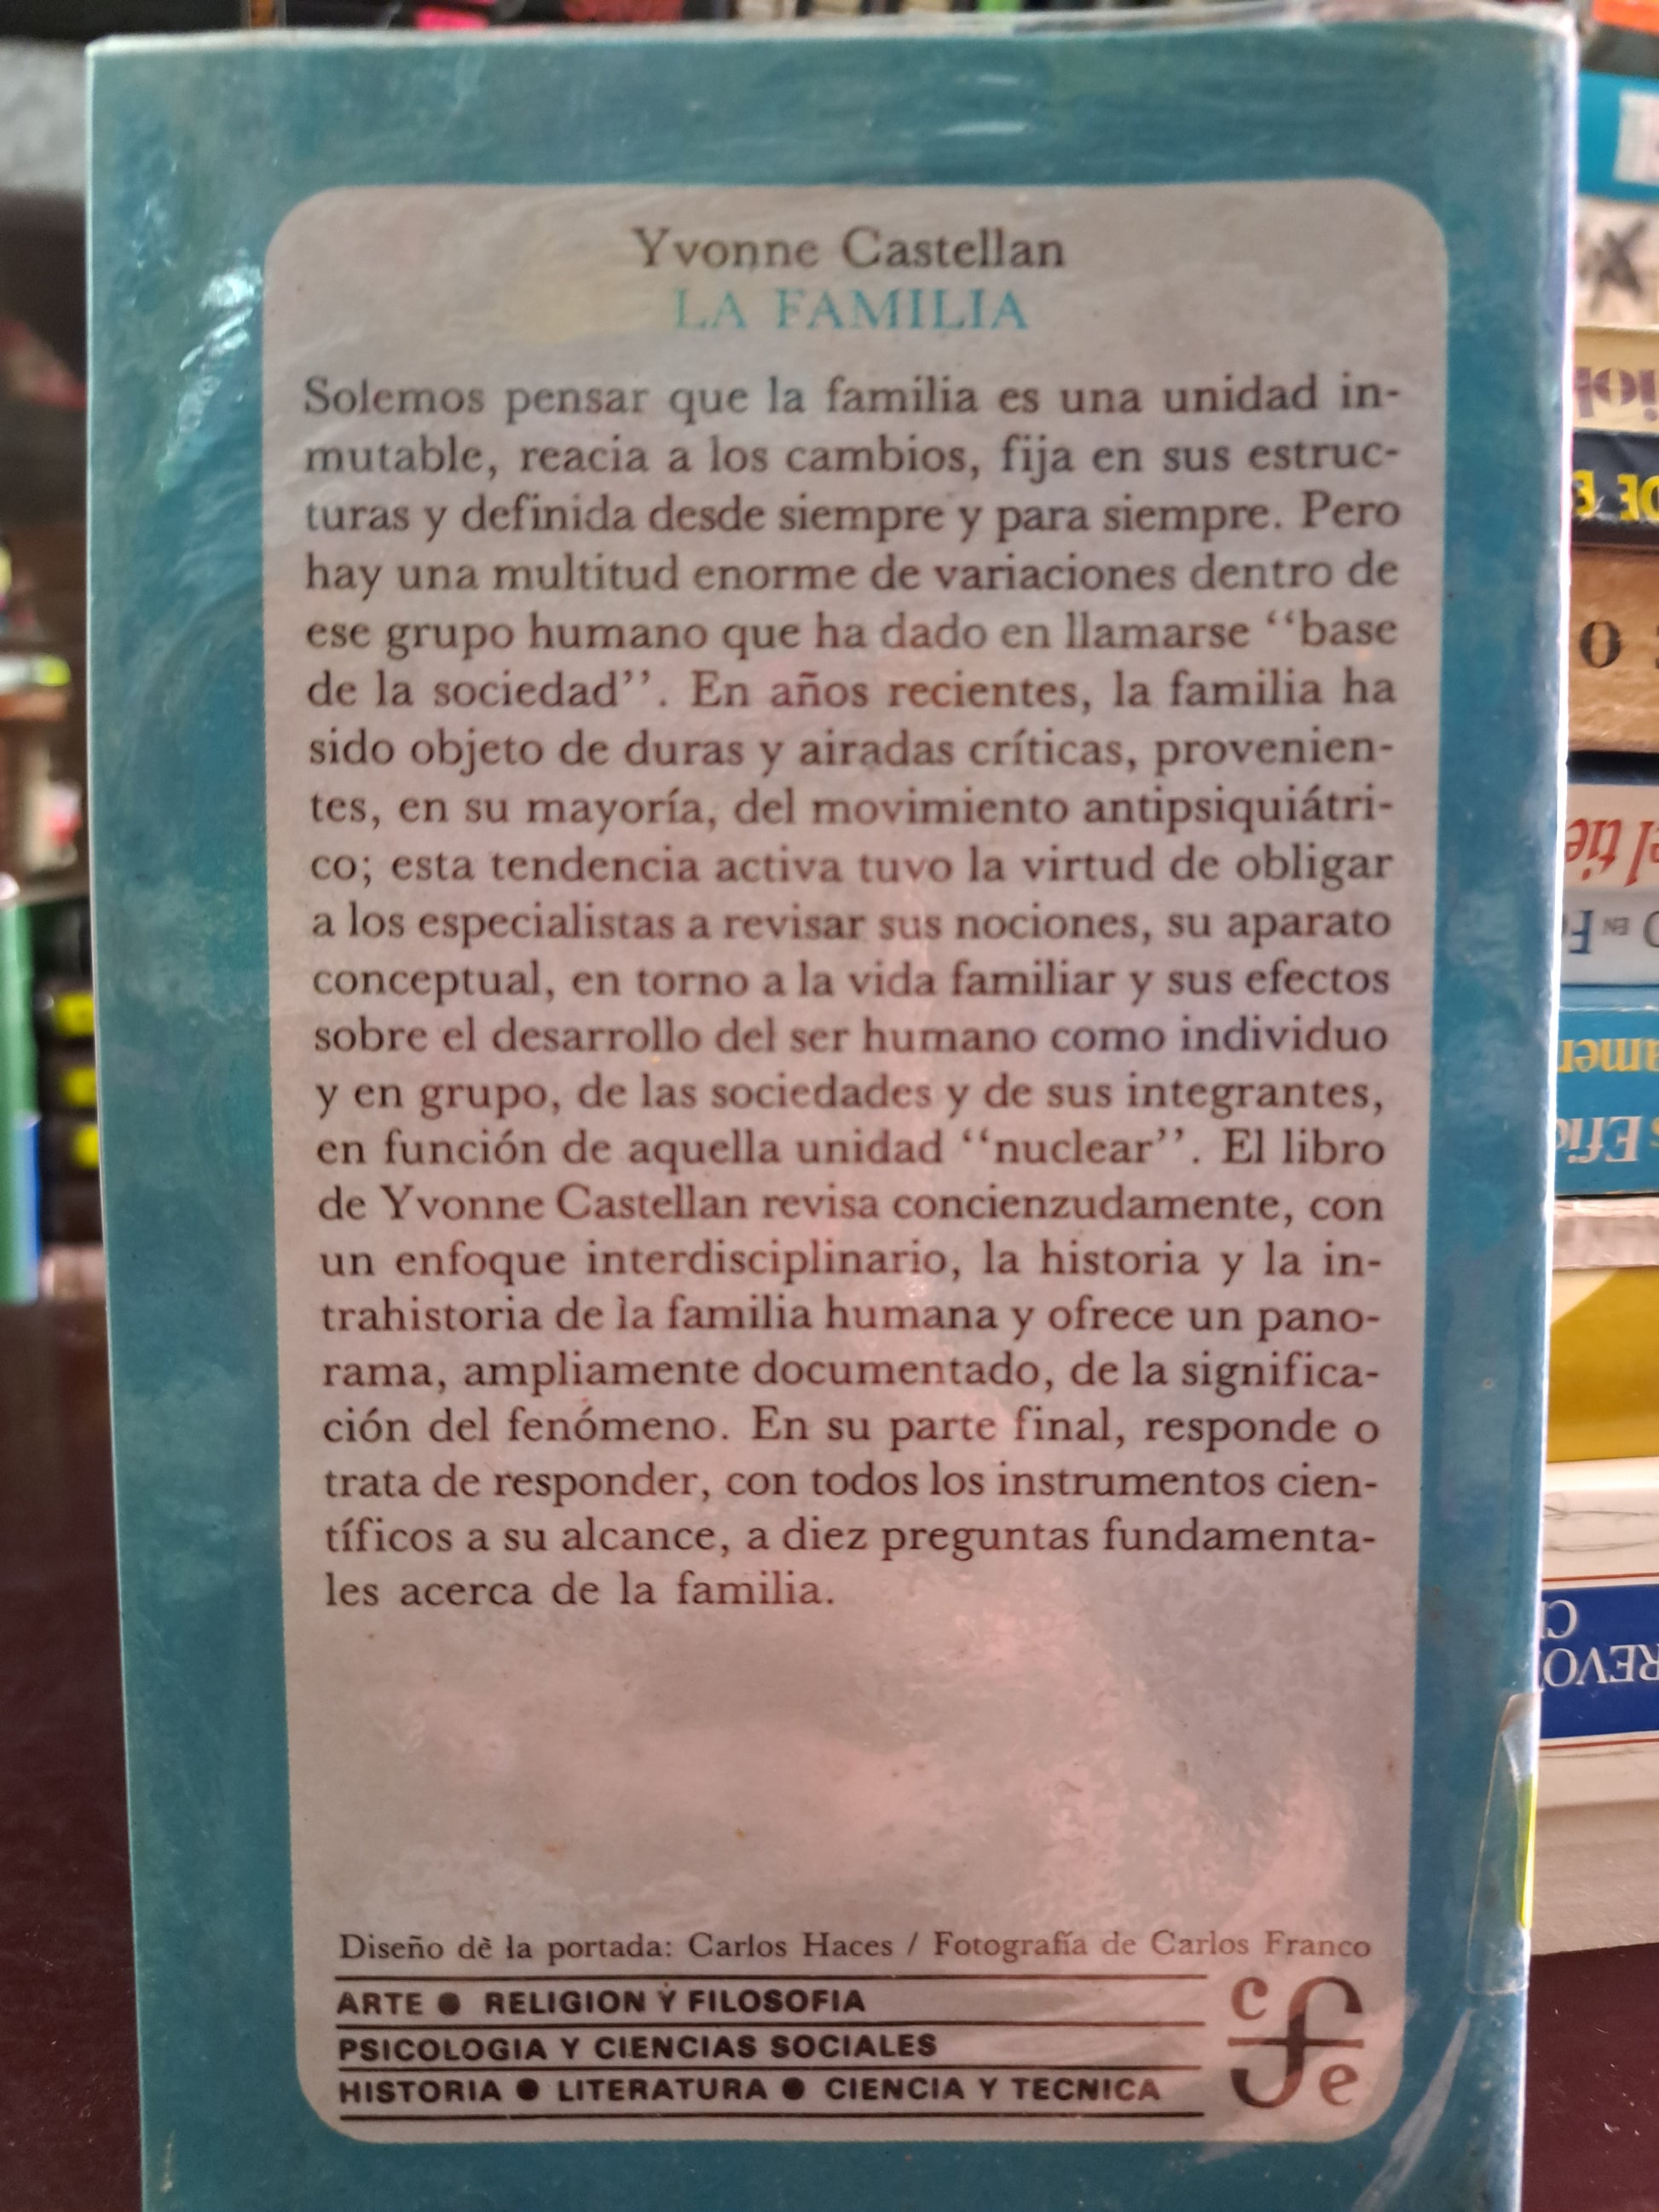 Yvonne Castellan
LA FAMILIA
Solemos pensar que la familia es una unidad in-
mutable, reacia a los cambios, fija en sus estruc-
turas y definida desde siempre y para siempre. Pero
hay una multitud enorme de variaciones dentro de
ese grupo humano que ha dado en llamarse “base
de la sociedad”. En años recientes, la familia ha
sido objeto de duras y airadas críticas, provenien-
tes, en su mayoría, del movimiento antipsiquiátri-
co; esta tendencia activa tuvo la virtud de obligar
a los especialistas a revisar sus nociones, su aparato
conceptual, en torno a la vida familiar y sus efectos
sobre el desarrollo del ser humano como individuo
y en grupo, de las sociedades y de sus integrantes,
en función de aquella unidad “nuclear”. El libro
de Yvonne Castellan revisa concienzudamente, con
un enfoque interdisciplinario, la historia y la in-
trahistoria de la familia humana y ofrece un pano-
rama, ampliamente documentado, de la significa-
ción del fenómeno. En su parte final, responde o
trata de responder, con todos los instrumentos cien-
tíficos a su alcance, a diez preguntas fundamenta-
les acerca de la familia.
Diseño de la portada: Carlos Haces / Fotografía de Carlos Franco
ARTE ● RELIGION Y FILOSOFIA
PSICOLOGIA Y CIENCIAS SOCIALES
HISTORIA ● LITERATURA ● CIENCIA Y TECNICA
cfe